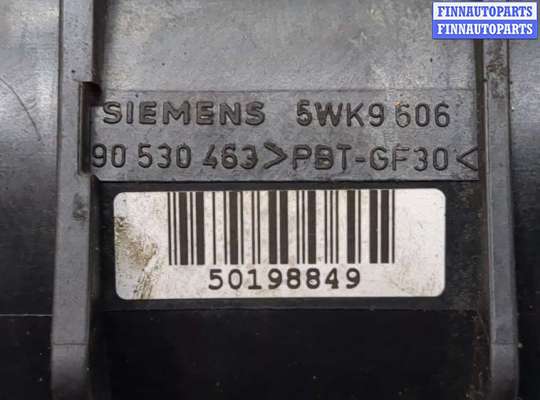 FINNAUTOPARTS
FINNAUTOPARTS
SIEMENS 5WK9 606
90 530 463 >PBT-GF30<
50198849